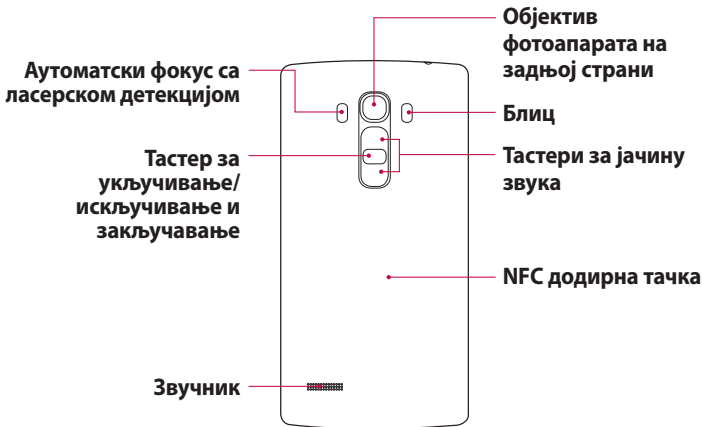 Аутоматски фокус са
ласерском детекцијом
Тастер за
укључивање/
искључивање и
закључавање
Звучник
Објектив
фотоапарата на
задњој страни
Блиц
Тастери за јачину
звука
NFC додирна тачка